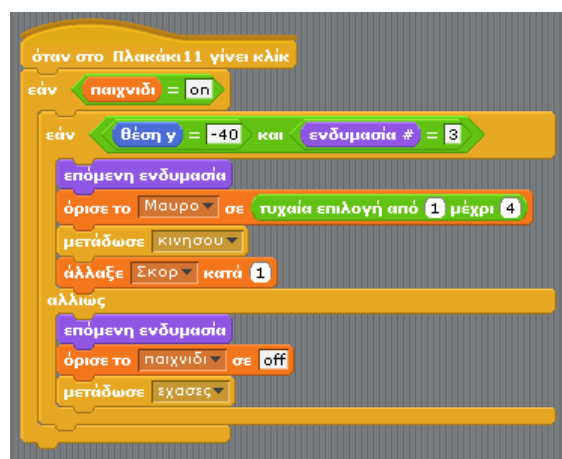 όταν στο Πλακάκι11 γίνει κλίκ
εάν παιχνιδι = on
εάν θέση y = -40 και ενδυμασία # = 3
επόμενη ενδυμασία
όρισε το Μαυρο σε τυχαία επιλογή από 1 μέχρι 4
μετάδωσε κινησου
άλλαξε Σκορ κατά 1
αλλιώς
επόμενη ενδυμασία
όρισε το παιχνιδι σε off
μετάδωσε εχασες